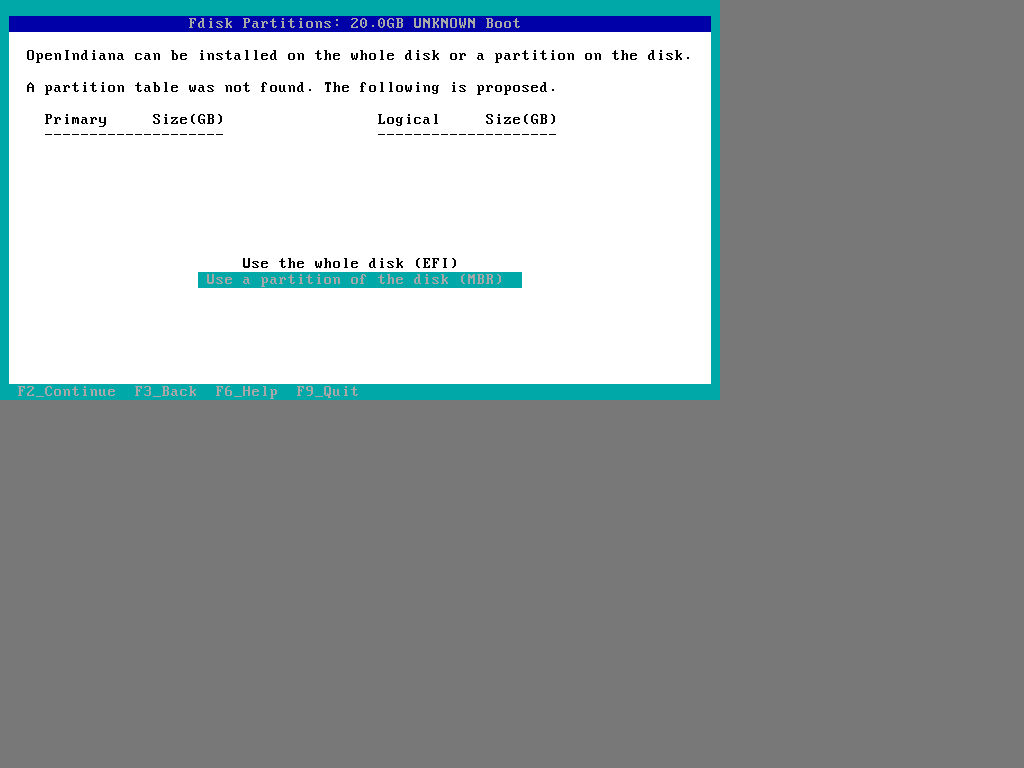 Fdisk Partitions: 20.0GB UNKNOWN Boot
OpenIndiana can be installed on the whole disk or a partition on the disk.
A partition table was not found. The following is proposed.
Primary     Size(GB)                 Logical     Size(GB)
--------------------                 --------------------
Use the whole disk (EFI)
Use a partition of the disk (MBR)
F2_Continue  F3_Back  F6_Help  F9_Quit